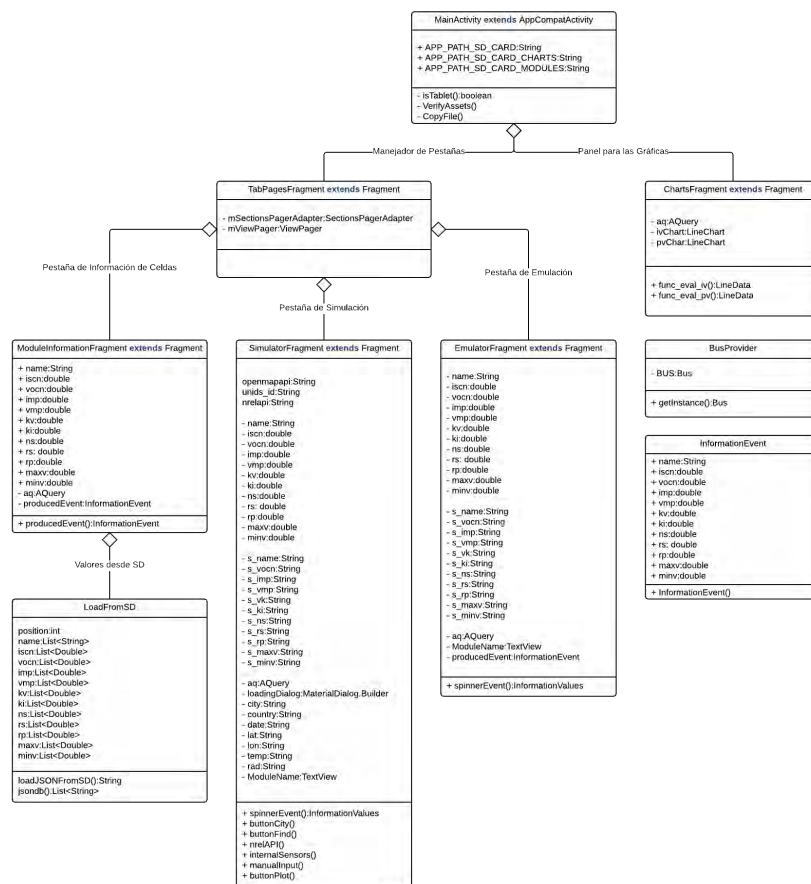 MainActivity extends AppCompatActivity
+ APP_PATH_SD_CARD:String
+ APP_PATH_SD_CARD_CHARTS:String
+ APP_PATH_SD_CARD_MODULES:String
- isTablet():boolean
- VerifyAssets()
- CopyFile()
Manejador de Pestañas
Panel para las Gráficas
TabPagesFragment extends Fragment
- mSectionsPagerAdapter:SectionsPagerAdapter
- mViewPager:ViewPager
ChartsFragment extends Fragment
- aq:AQuery
- ivChart:LineChart
- pvChar:LineChart
+ func_eval_iv():LineData
+ func_eval_pv():LineData
Pestaña de Información de Celdas
Pestaña de Simulación
Pestaña de Emulación
ModuleInformationFragment extends Fragment
+ name:String
+ iscn:double
+ vocn:double
+ imp:double
+ vmp:double
+ kv:double
+ ki:double
+ ns:double
+ rs: double
+ rp:double
+ maxv:double
+ minv:double
- aq:AQuery
- producedEvent:InformationEvent
+ producedEvent():InformationEvent
Valores desde SD
LoadFromSD
position:int
name:List<String>
iscn:List<Double>
vocn:List<Double>
imp:List<Double>
vmp:List<Double>
kv:List<Double>
ki:List<Double>
ns:List<Double>
rs:List<Double>
rp:List<Double>
maxv:List<Double>
minv:List<Double>
loadJSONFromSD():String
jsondb():List<String>
SimulatorFragment extends Fragment
openmapapi:String
unids_id:String
nrelapi:String
- name:String
- iscn:double
- vocn:double
- imp:double
- vmp:double
- kv:double
- ki:double
- ns:double
- rs: double
- rp:double
- maxv:double
- minv:double
- s_name:String
- s_vocn:String
- s_imp:String
- s_vmp:String
- s_vk:String
- s_ki:String
- s_ns:String
- s_rs:String
- s_rp:String
- s_maxv:String
- s_minv:String
- aq:AQuery
- loadingDialog:MaterialDialog.Builder
- city:String
- country:String
- date:String
- lat:String
- lon:String
- temp:String
- rad:String
- ModuleName:TextView
+ spinnerEvent():InformationValues
+ buttonCity()
+ buttonFind()
+ nrelAPI()
+ internalSensors()
+ manualInput()
+ buttonPlot()
EmulatorFragment extends Fragment
- name:String
- iscn:double
- vocn:double
- imp:double
- vmp:double
- kv:double
- ki:double
- ns:double
- rs: double
- rp:double
- maxv:double
- minv:double
- s_name:String
- s_vocn:String
- s_imp:String
- s_vmp:String
- s_vk:String
- s_ki:String
- s_ns:String
- s_rs:String
- s_rp:String
- s_maxv:String
- s_minv:String
- aq:AQuery
- ModuleName:TextView
- producedEvent:InformationEvent
+ spinnerEvent():InformationValues
BusProvider
- BUS:Bus
+ getInstance():Bus
InformationEvent
+ name:String
+ iscn:double
+ vocn:double
+ imp:double
+ vmp:double
+ kv:double
+ ki:double
+ ns:double
+ rs: double
+ rp:double
+ maxv:double
+ minv:double
+ InformationEvent()